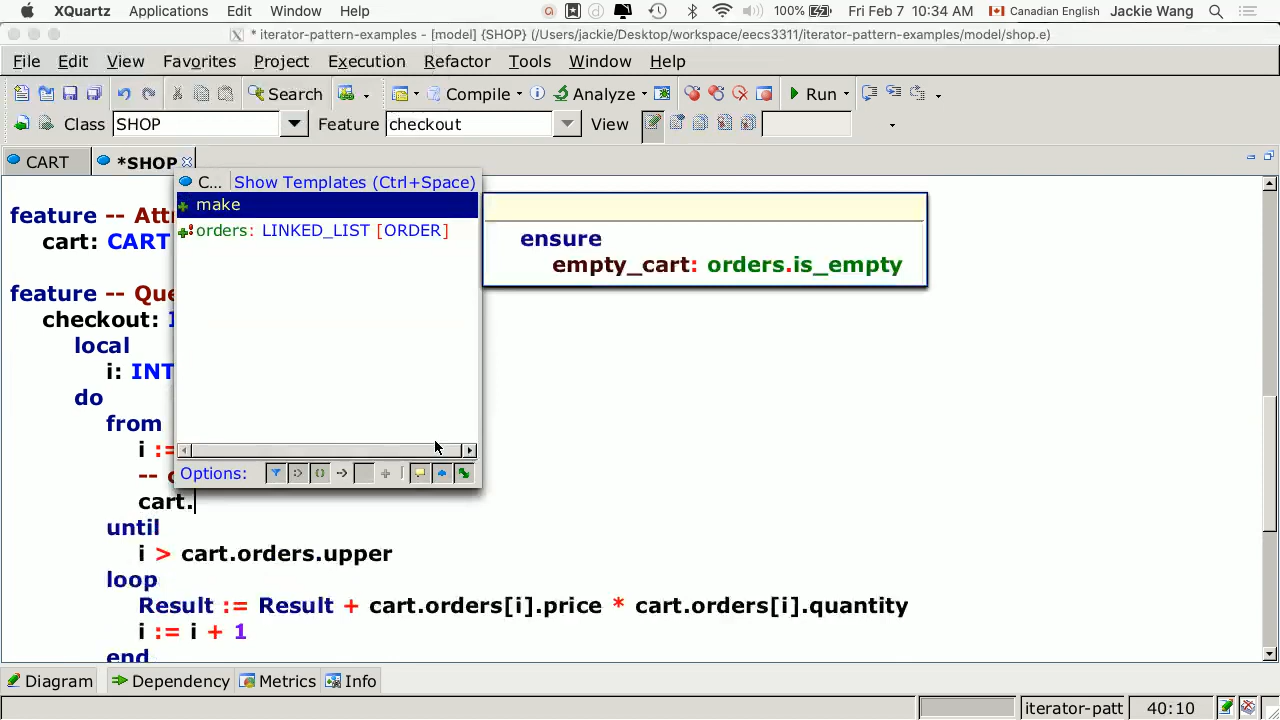 XQuartz Applications Edit Window Help 100% Fri Feb 7 10:34 AM Canadian English Jackie Wang
* iterator-pattern-examples - [model] {SHOP} (/Users/jackie/Desktop/workspace/eecs3311/iterator-pattern-examples/model/shop.e)
File Edit View Favorites Project Execution Refactor Tools Window Help
Search Compile Analyze Run
Class SHOP Feature checkout View
CART *SHOP
C... Show Templates (Ctrl+Space)
make
orders: LINKED_LIST [ORDER]
Options:
ensure
empty_cart: orders.is_empty
feature -- Att
cart: CART
feature -- Que
checkout:
local
i: INT
do
from
i :=
--
cart.
until
i > cart.orders.upper
loop
Result := Result + cart.orders[i].price * cart.orders[i].quantity
i := i + 1
end
Diagram Dependency Metrics Info
iterator-patt 40:10